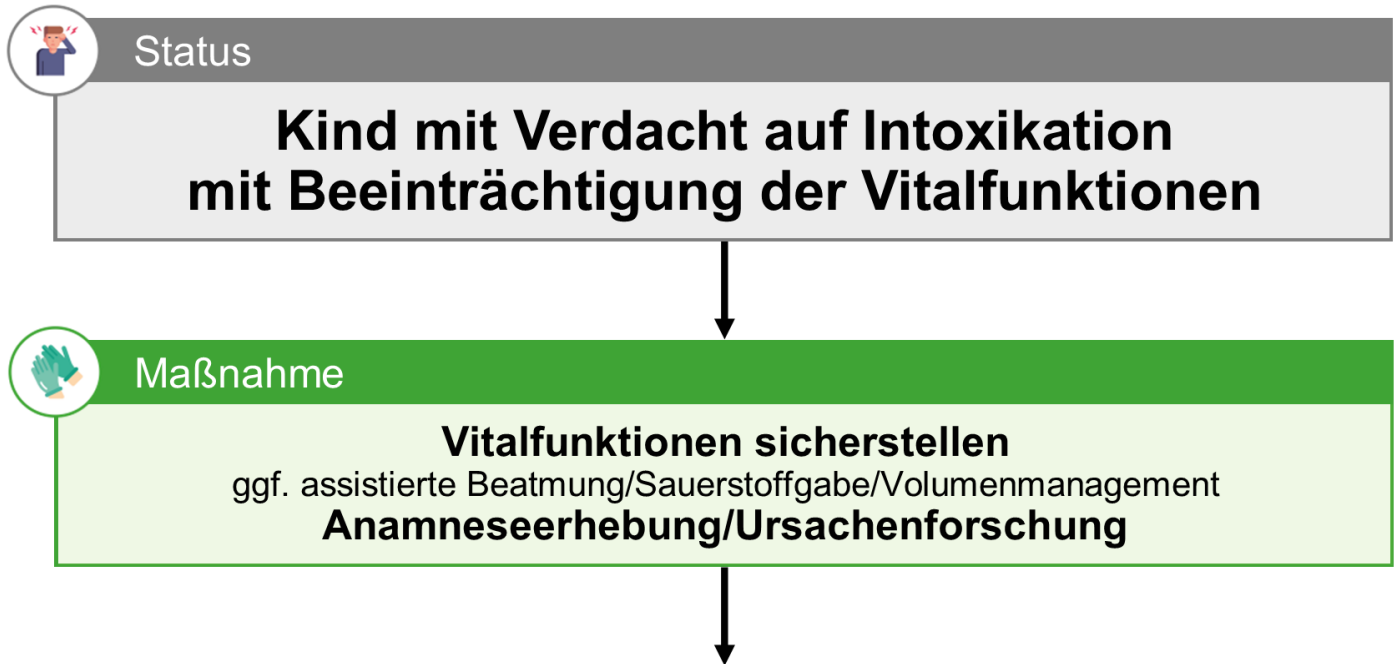 Status
Kind mit Verdacht auf Intoxikation
mit Beeinträchtigung der Vitalfunktionen
Maßnahme
Vitalfunktionen sicherstellen
ggf. assistierte Beatmung/Sauerstoffgabe/Volumenmanagement
Anamneseerhebung/Ursachenforschung